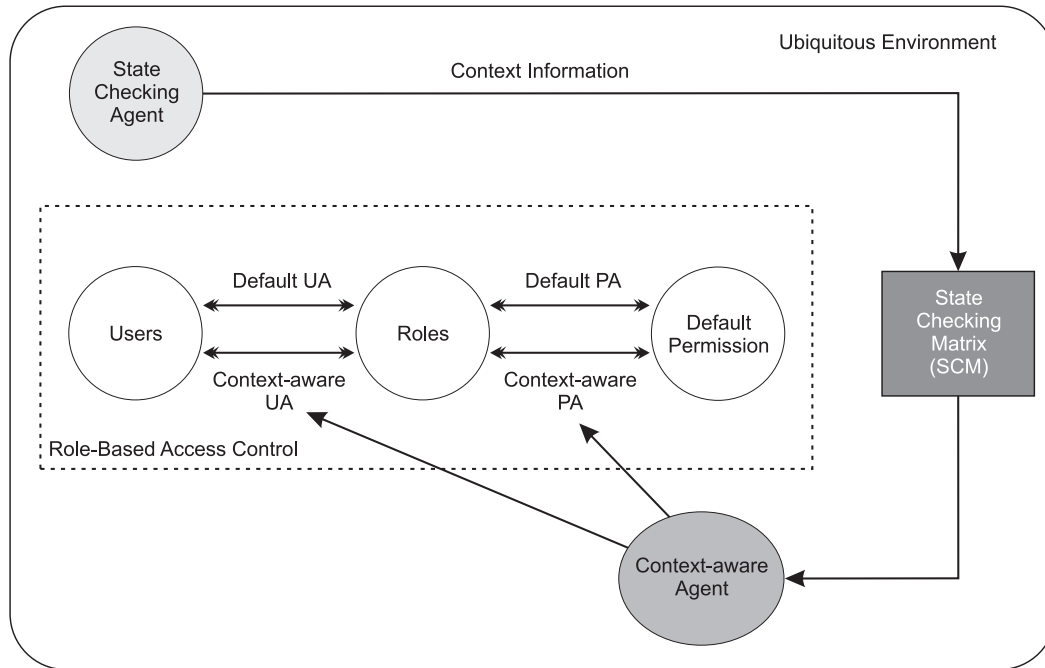 Ubiquitous Environment
State
Checking
Agent
Context Information
Default UA
Default PA
Users
Roles
Default
Permission
Context-aware
UA
Context-aware
PA
Role-Based Access Control
State
Checking
Matrix
(SCM)
Context-aware
Agent